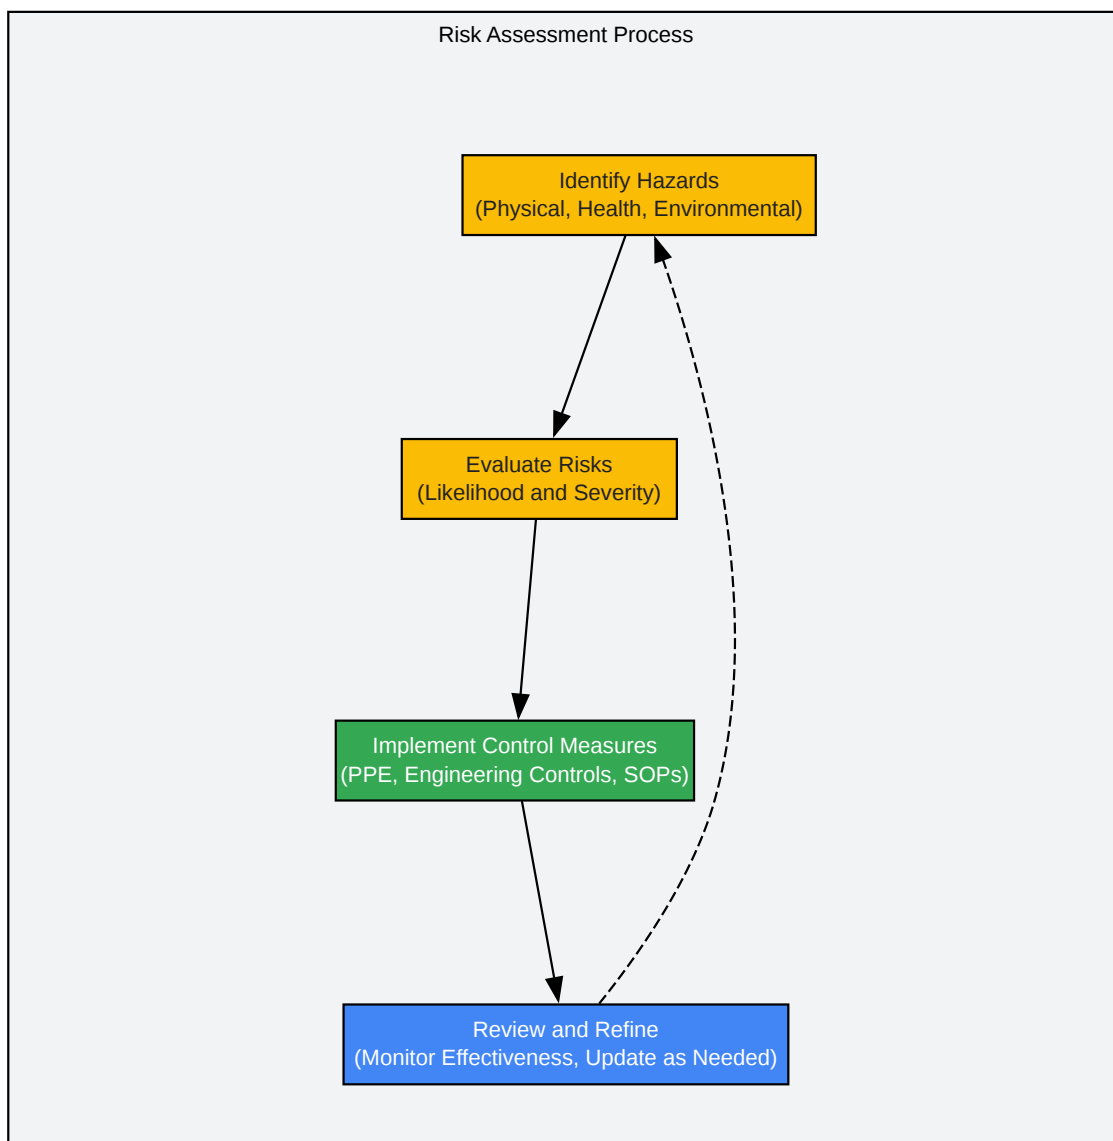 Risk Assessment Process
Identify Hazards
(Physical, Health, Environmental)
Evaluate Risks
(Likelihood and Severity)
Implement Control Measures
(PPE, Engineering Controls, SOPs)
Review and Refine
(Monitor Effectiveness, Update as Needed)